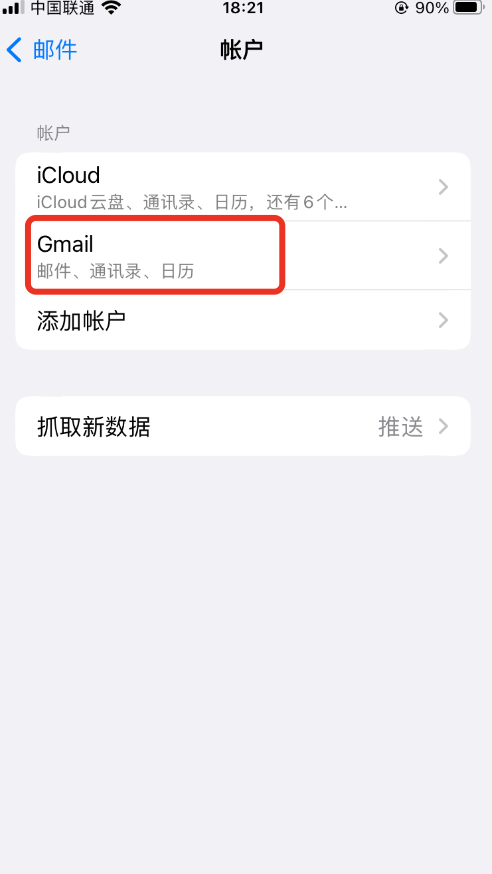 中国联通 18:21 90%
邮件 帐户
帐户
iCloud
iCloud 云盘、通讯录、日历，还有 6 个...
Gmail
邮件、通讯录、日历
添加帐户
抓取新数据 推送